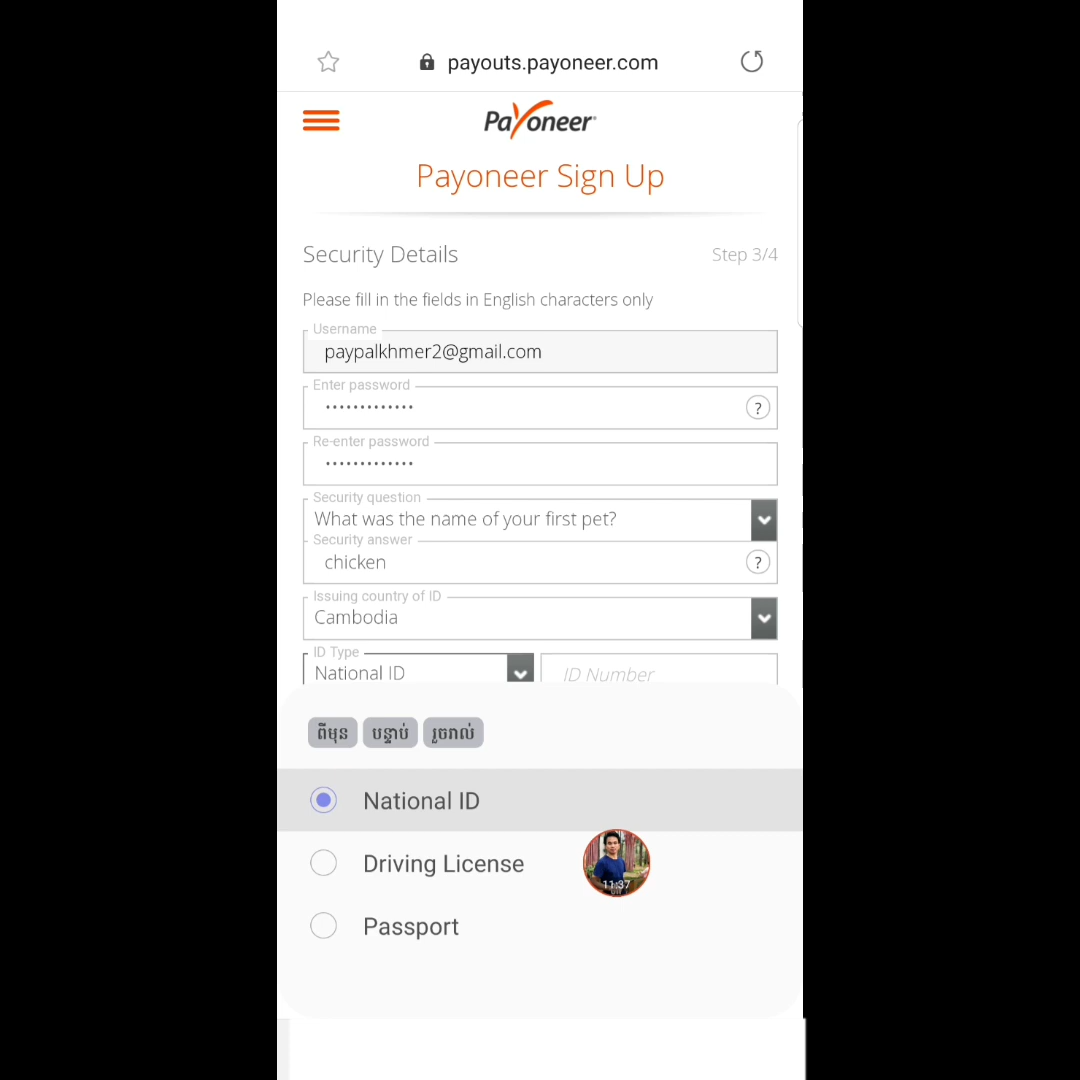 payouts.payoneer.com
Payoneer
Payoneer Sign Up
Security Details
Step 3/4
Please fill in the fields in English characters only
Username
paypalkhmer2@gmail.com
Enter password
•••••••••••••
?
Re-enter password
•••••••••••••
Security question
What was the name of your first pet?
Security answer
chicken
?
Issuing country of ID
Cambodia
ID Type
National ID
ID Number
ពីមុន
បន្ទាប់
រួចរាល់
National ID
Driving License
11:37
Passport